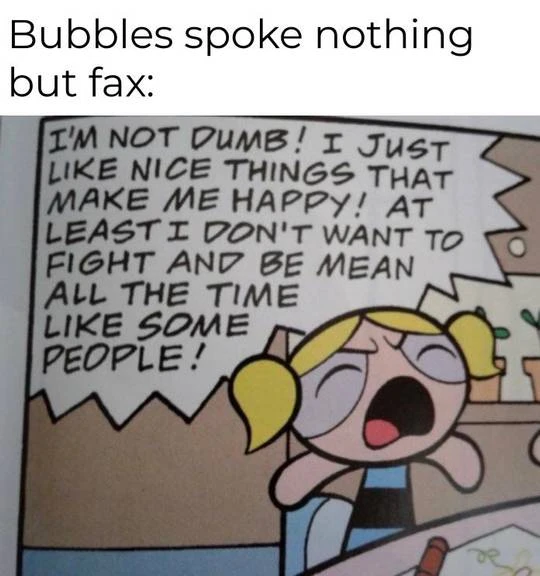 Bubbles spoke nothing
but fax:
I'M NOT DUMB! I JUST
LIKE NICE THINGS THAT
MAKE ME HAPPY! AT
LEAST I DON'T WANT TO
FIGHT AND BE MEAN
ALL THE TIME
LIKE SOME
PEOPLE!